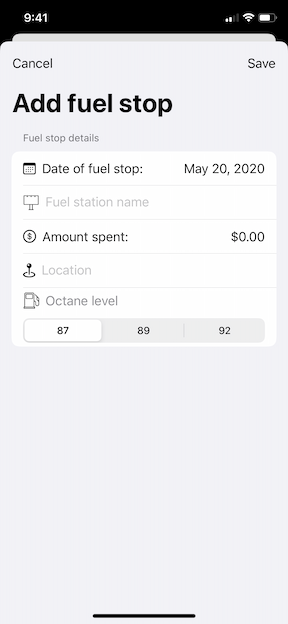 9:41
Cancel Save
Add fuel stop
Fuel stop details
Date of fuel stop: May 20, 2020
Fuel station name
Amount spent: $0.00
Location
Octane level
87 89 92